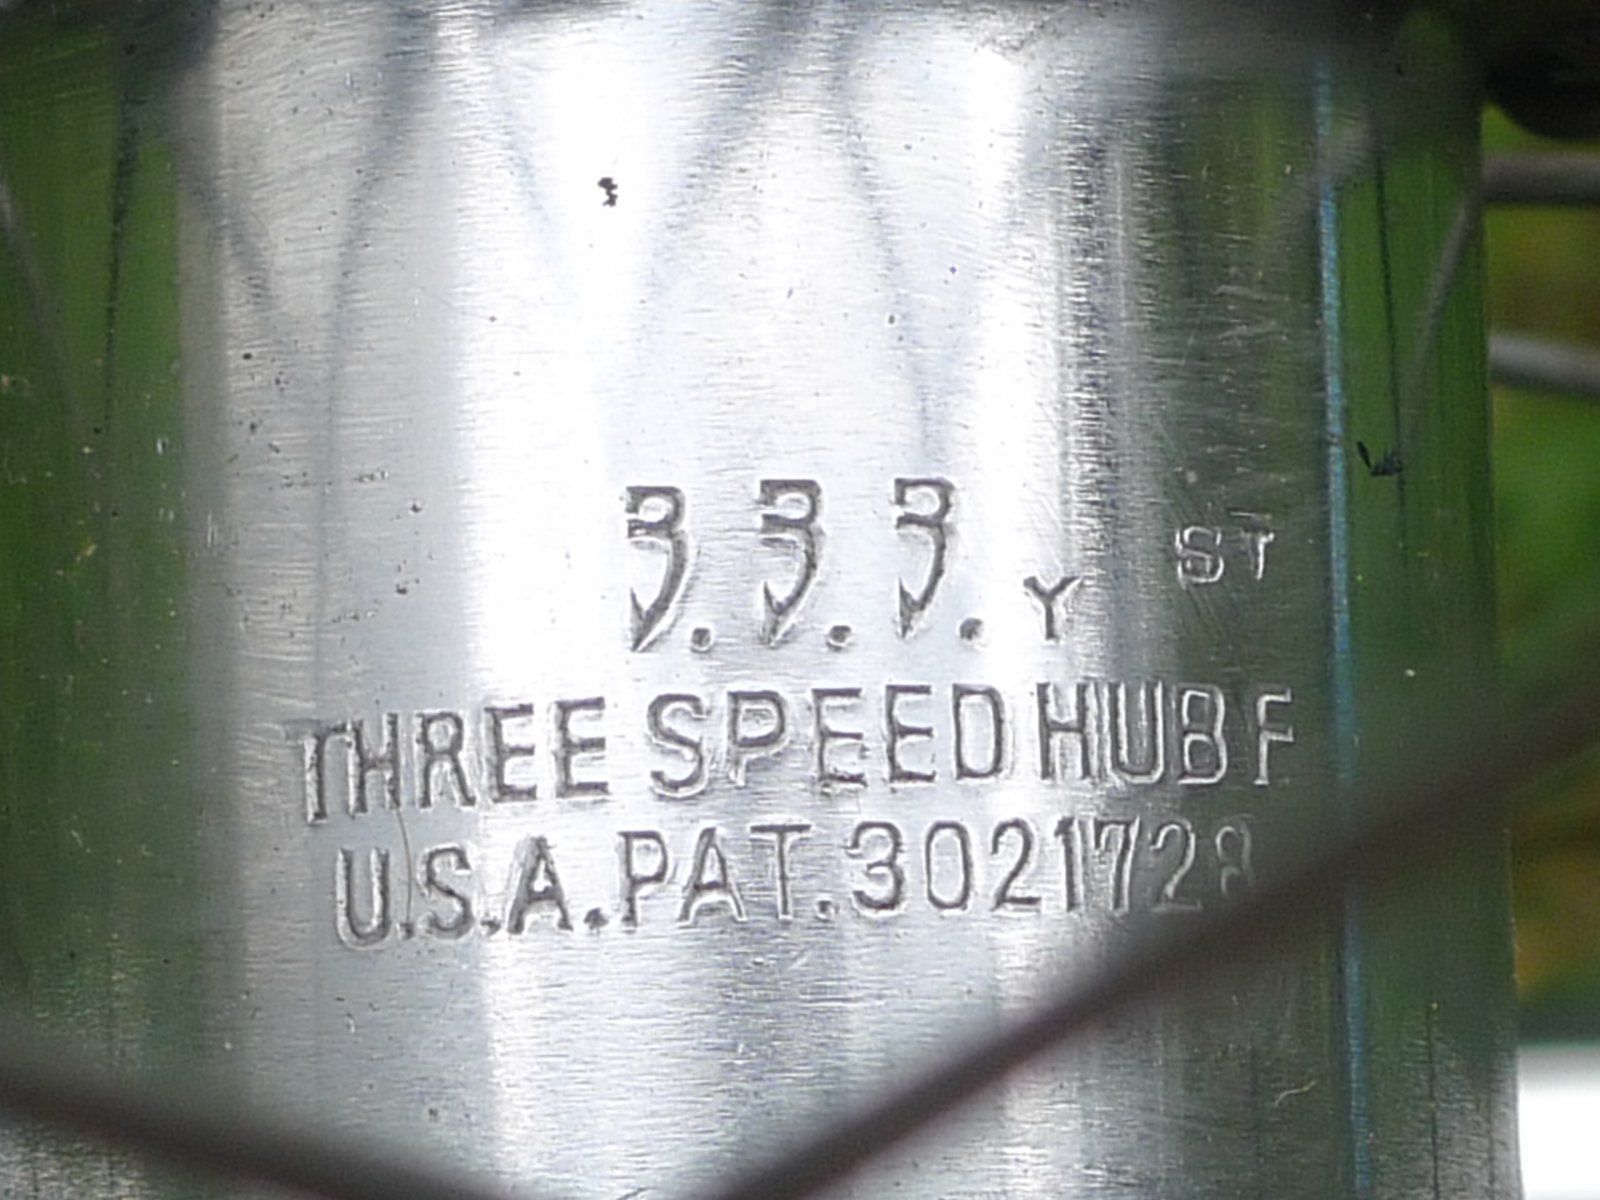 3.3.3.Y ST
THREE SPEED HUB F
U.S.A.PAT.3021728